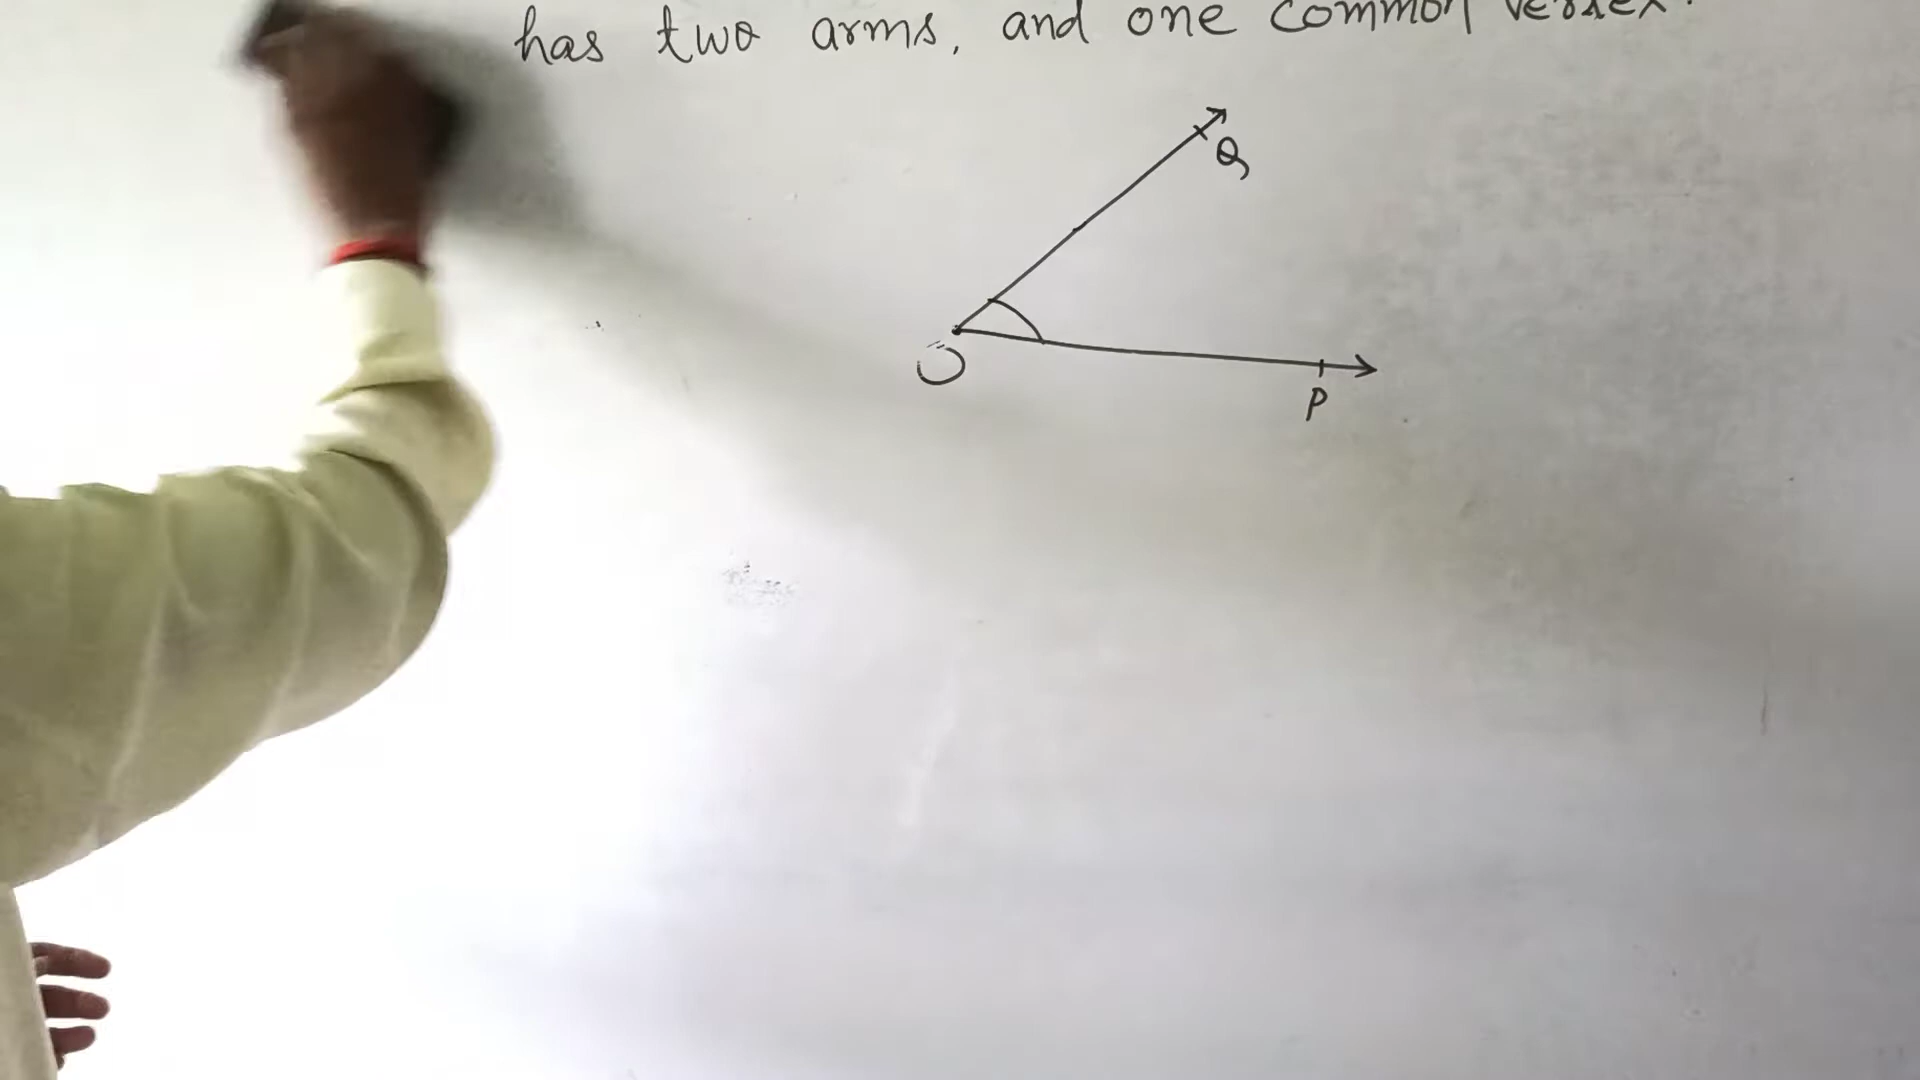 has two arms, and one common vertex.
Q
O
P